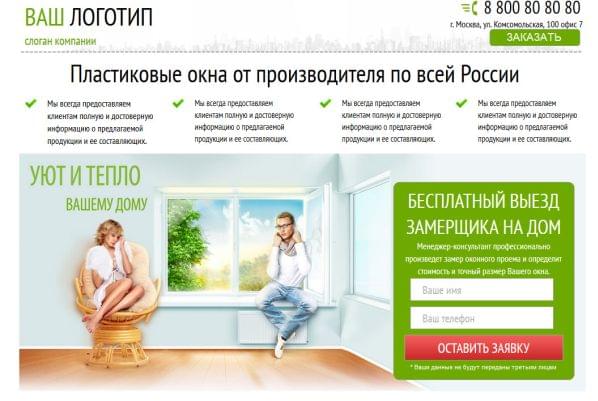 ВАШ ЛОГОТИП
слоган компании
8 800 80 80 80
г. Москва, ул. Комсомольская, 100 офис 7
ЗАКАЗАТЬ
Пластиковые окна от производителя по всей России
Мы всегда предоставляем
клиентам полную и достоверную
информацию о предлагаемой
продукции и ее составляющих.
Мы всегда предоставляем
клиентам полную и достоверную
информацию о предлагаемой
продукции и ее составляющих.
Мы всегда предоставляем
клиентам полную и достоверную
информацию о предлагаемой
продукции и ее составляющих.
Мы всегда предоставляем
клиентам полную и достоверную
информацию о предлагаемой
продукции и ее составляющих.
УЮТ И ТЕПЛО
ВАШЕМУ ДОМУ
БЕСПЛАТНЫЙ ВЫЕЗД
ЗАМЕРЩИКА НА ДОМ
Менеджер-консультант профессионально
произведет замер оконного проема и определит
стоимость и точный размер Вашего окна.
Ваше имя
Ваш телефон
ОСТАВИТЬ ЗАЯВКУ
* Ваши данные не будут переданы третьим лицам